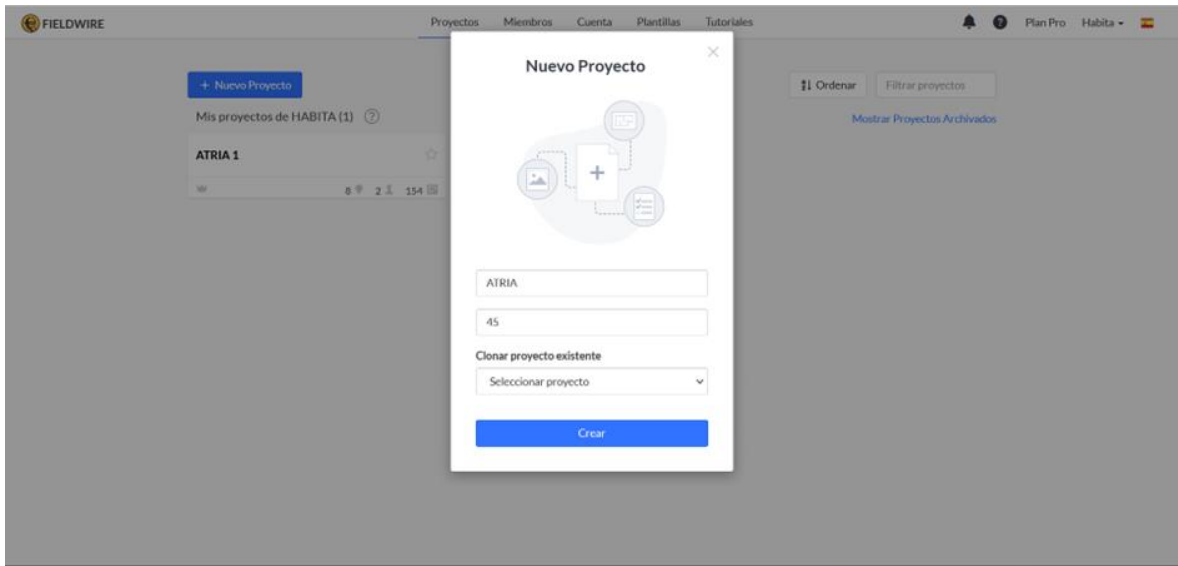 FIELDWIRE
Proyectos Miembros Cuenta Plantillas Tutoriales
? Plan Pro Habita
Nuevo Proyecto
+ Nuevo Proyecto
Ordenar Filtrar proyectos
Mis proyectos de HABITA (1) ?
Mostrar Proyectos Archivados
ATRIA 1
8 2 154
ATRIA
45
Clonar proyecto existente
Seleccionar proyecto
Crear